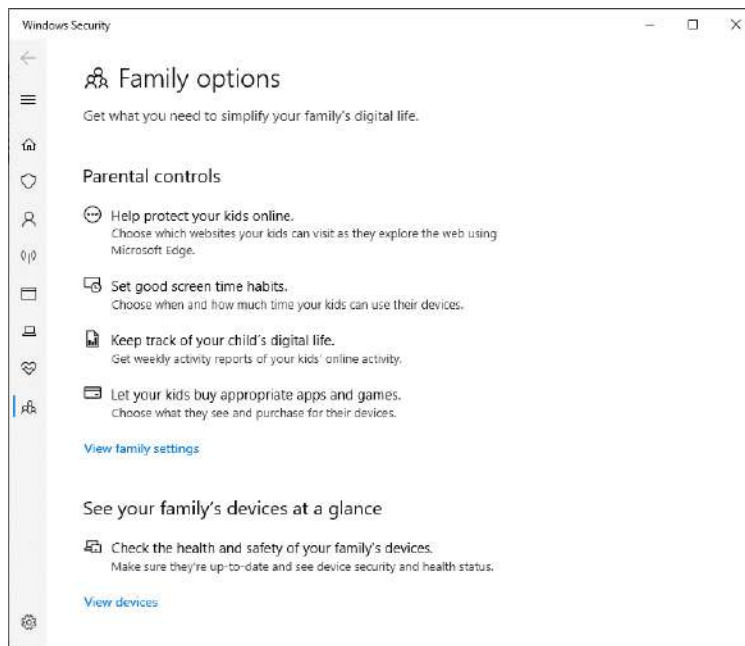 Windows Security
Family options
Get what you need to simplify your family's digital life.
Parental controls
Help protect your kids online.
Choose which websites your kids can visit as they explore the web using
Microsoft Edge.
Set good screen time habits.
Choose when and how much time your kids can use their devices.
Keep track of your child's digital life.
Get weekly activity reports of your kids' online activity.
Let your kids buy appropriate apps and games.
Choose what they see and purchase for their devices.
View family settings
See your family's devices at a glance
Check the health and safety of your family's devices.
Make sure they're up-to-date and see device security and health status.
View devices